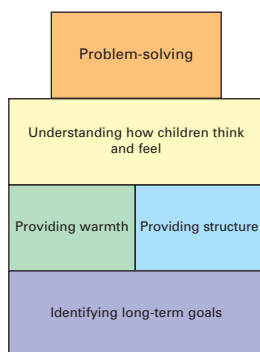 Problem-solving
Understanding how children think
and feel
Providing warmth
Providing structure
Identifying long-term goals